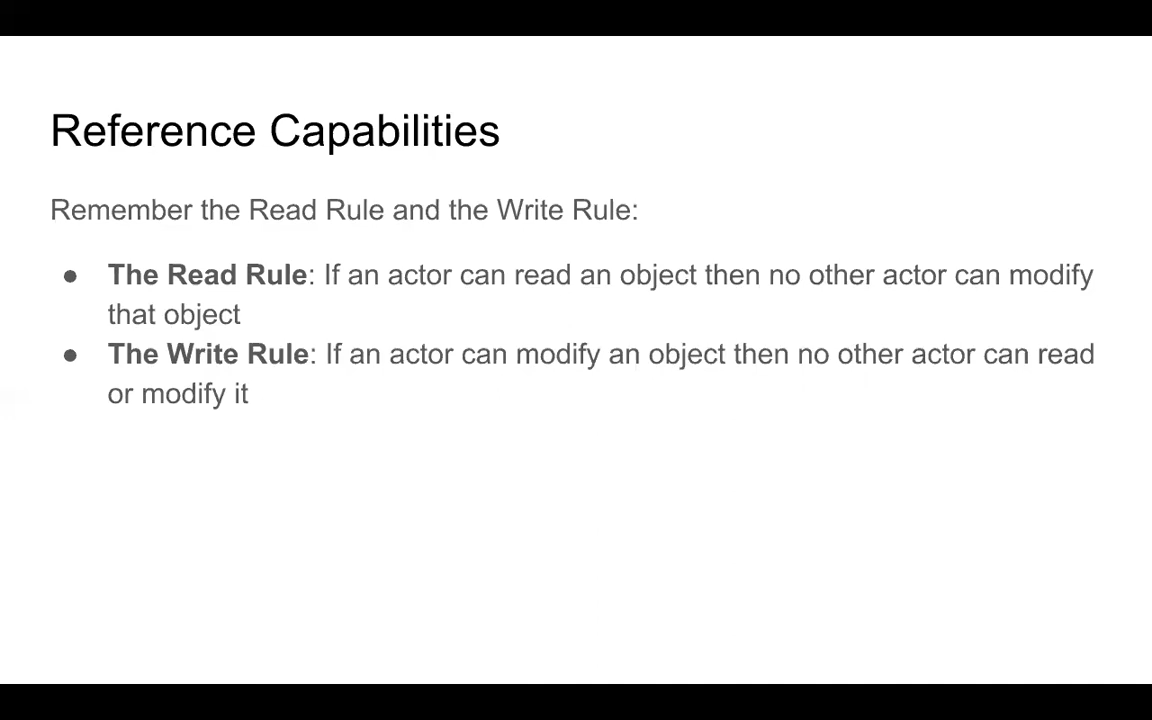 Reference Capabilities
Remember the Read Rule and the Write Rule:
● The Read Rule: If an actor can read an object then no other actor can modify
that object
● The Write Rule: If an actor can modify an object then no other actor can read
or modify it